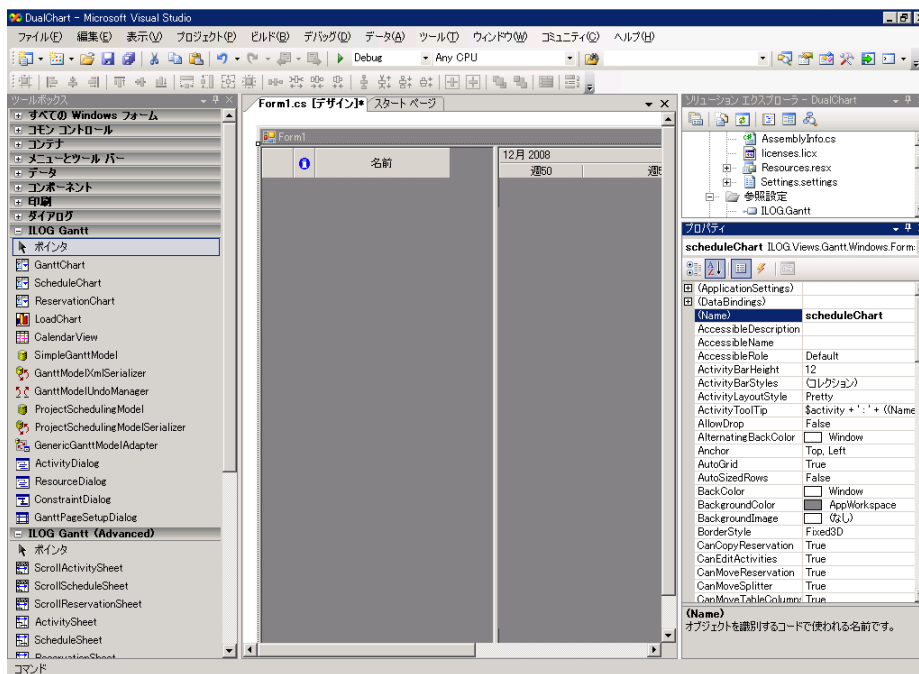 DualChart - Microsoft Visual Studio
ファイル(F) 編集(E) 表示(V) プロジェクト(P) ビルド(B) デバッグ(D) データ(A) ツール(T) ウィンドウ(W) コミュニティ(C) ヘルプ(H)
Debug Any CPU
ツールボックス
すべての Windows フォーム
コモン コントロール
コンテナ
メニューとツール バー
データ
コンポーネント
印刷
ダイアログ
ILOG Gantt
ポインタ
GanttChart
ScheduleChart
ReservationChart
LoadChart
CalendarView
SimpleGanttModel
GanttModelXmlSerializer
GanttModelUndoManager
ProjectSchedulingModel
ProjectSchedulingModelSerializer
GenericGanttModelAdapter
ActivityDialog
ResourceDialog
ConstraintDialog
GanttPageSetupDialog
ILOG Gantt (Advanced)
ポインタ
ScrollActivitySheet
ScrollScheduleSheet
ScrollReservationSheet
ActivitySheet
ScheduleSheet
ReservationSheet
Form1.cs [デザイン]* スタート ページ
Form1
名前
12月 2008
週50
ソリューション エクスプローラ - DualChart
AssemblyInfo.cs
licenses.licx
Resources.resx
Settings.settings
参照設定
ILOG.Gantt
プロパティ
scheduleChart ILOG.Views.Gantt.Windows.Form
(ApplicationSettings)
(DataBindings)
(Name) scheduleChart
AccessibleDescription
AccessibleName
AccessibleRole Default
ActivityBarHeight 12
ActivityBarStyles (コレクション)
ActivityLayoutStyle Pretty
ActivityToolTip $activity + ' : ' + ((Name
AllowDrop False
AlternatingBackColor Window
Anchor Top, Left
AutoGrid True
AutoSizedRows False
BackColor Window
BackgroundColor AppWorkspace
BackgroundImage (なし)
BorderStyle Fixed3D
CanCopyReservation True
CanEditActivities True
CanMoveReservation True
CanMoveSplitter True
CanMoveTableColumns True
(Name)
オブジェクトを識別するコードで使われる名前です。
コマンド